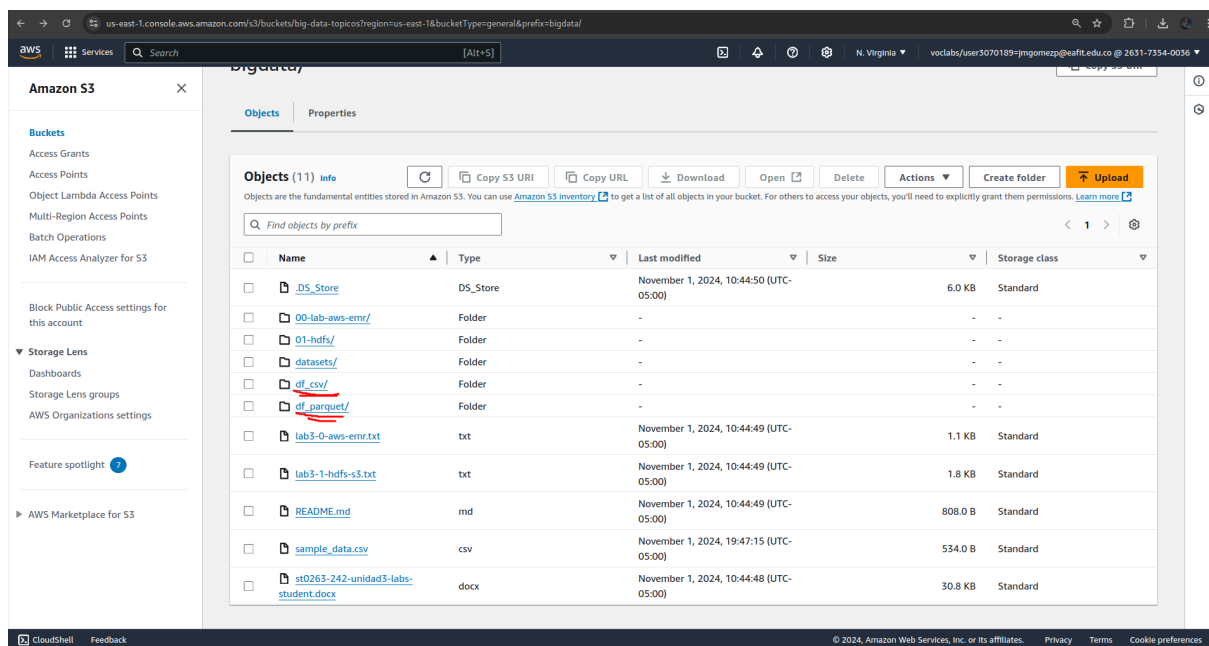 us-east-1.console.aws.amazon.com/s3/buckets/big-data-topicos?region=us-east-1&bucketType=general&prefix=bigdata/
aws Services Search [Alt+S] N. Virginia ▼ voclabs/user3070189=jmgomezp@eafit.edu.co @ 2631-7354-0036 ▼
bigdata/ Copy S3 URI
Amazon S3
Buckets
Access Grants
Access Points
Object Lambda Access Points
Multi-Region Access Points
Batch Operations
IAM Access Analyzer for S3
Block Public Access settings for
this account
Storage Lens
Dashboards
Storage Lens groups
AWS Organizations settings
Feature spotlight 7
AWS Marketplace for S3
Objects Properties
Objects (11) Info Copy S3 URI Copy URL Download Open Delete Actions ▼ Create folder Upload
Objects are the fundamental entities stored in Amazon S3. You can use Amazon S3 inventory to get a list of all objects in your bucket. For others to access your objects, you'll need to explicitly grant them permissions. Learn more
Find objects by prefix 1
Name Type Last modified Size Storage class
.DS_Store DS_Store November 1, 2024, 10:44:50 (UTC-
05:00) 6.0 KB Standard
00-lab-aws-emr/ Folder - - -
01-hdfs/ Folder - - -
datasets/ Folder - - -
df_csv/ Folder - - -
df_parquet/ Folder - - -
lab3-0-aws-emr.txt txt November 1, 2024, 10:44:49 (UTC-
05:00) 1.1 KB Standard
lab3-1-hdfs-s3.txt txt November 1, 2024, 10:44:49 (UTC-
05:00) 1.8 KB Standard
README.md md November 1, 2024, 10:44:49 (UTC-
05:00) 808.0 B Standard
sample_data.csv csv November 1, 2024, 19:47:15 (UTC-
05:00) 534.0 B Standard
st0263-242-unidad3-labs-
student.docx docx November 1, 2024, 10:44:48 (UTC-
05:00) 30.8 KB Standard
CloudShell Feedback © 2024, Amazon Web Services, Inc. or its affiliates. Privacy Terms Cookie preferences